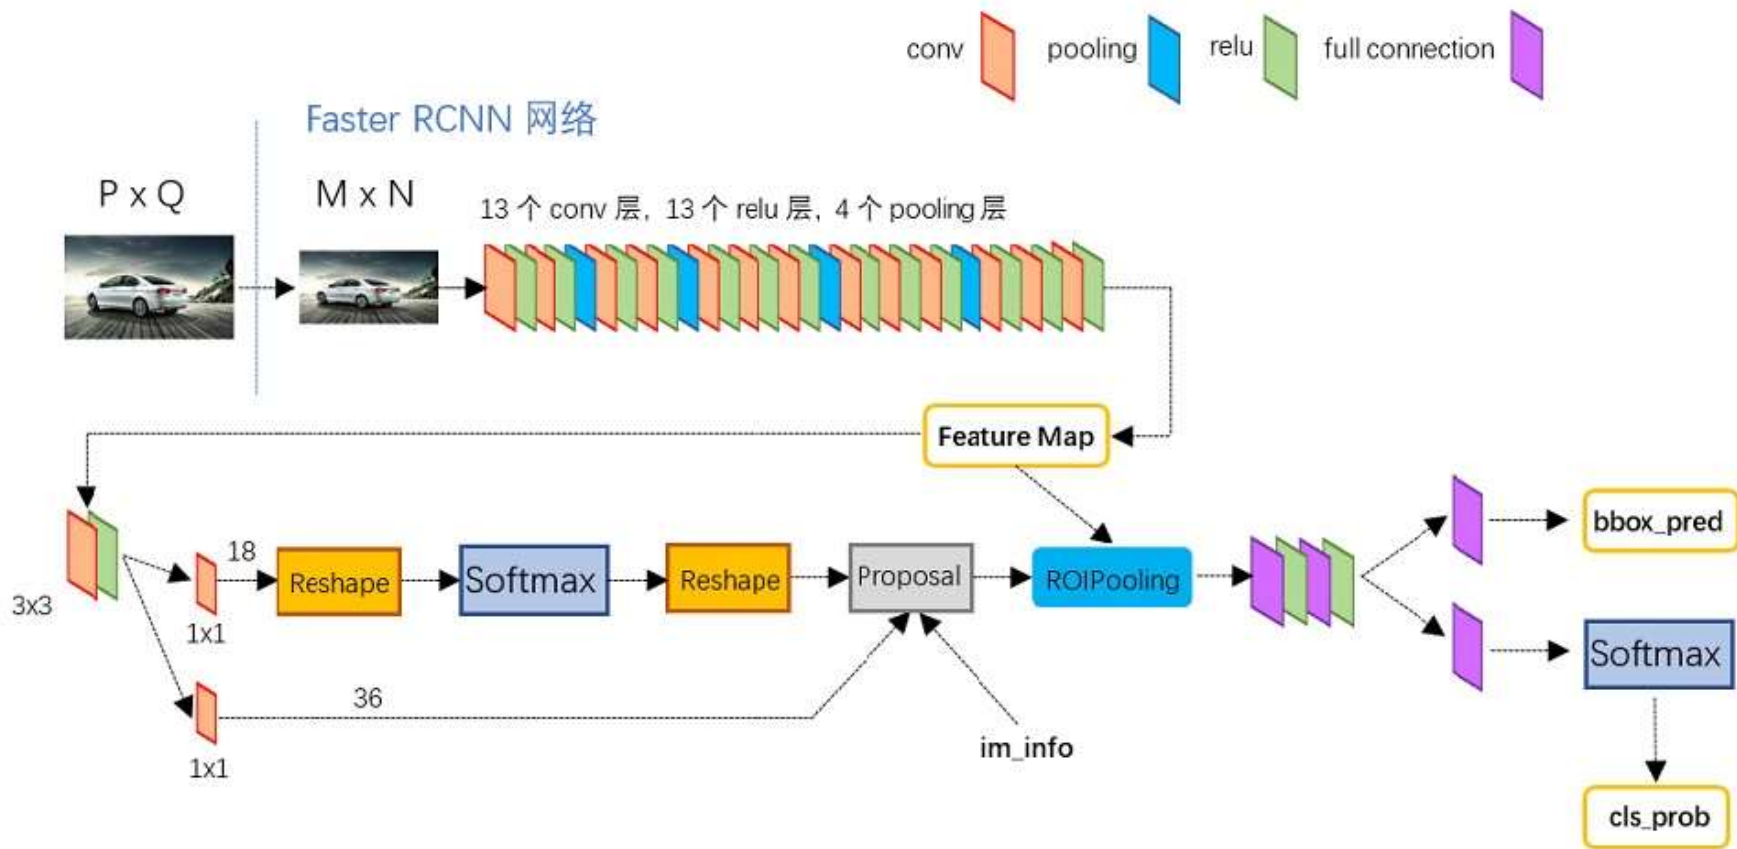 conv pooling relu full connection
Faster RCNN 网络
P x Q
M x N
13 个 conv 层, 13 个 relu 层, 4 个 pooling 层
Feature Map
3x3
18
1x1
Reshape
Softmax
Reshape
Proposal
ROIPooling
bbox_pred
Softmax
36
1x1
im_info
cls_prob